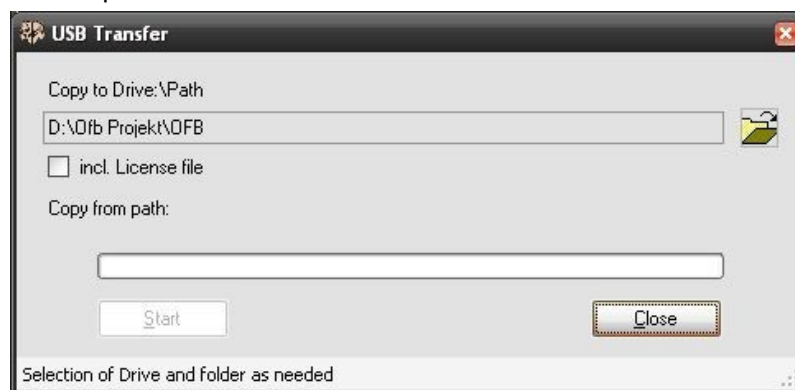 USB Transfer
Copy to Drive:\Path
D:\Ofb Projekt\OFB
incl. License file
Copy from path:
Start
Close
Selection of Drive and folder as needed